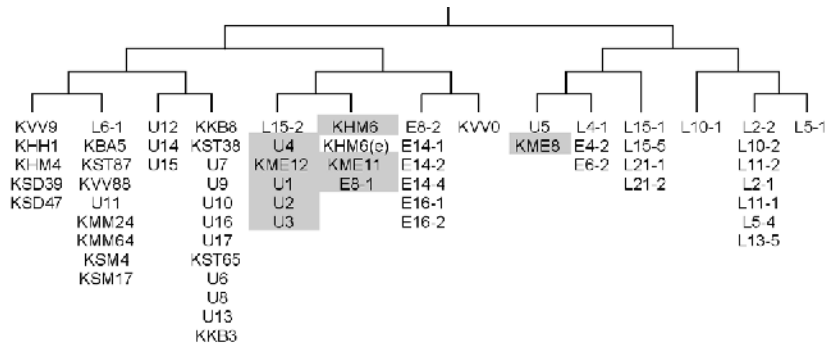 KVV9 L6-1 U12 KKB8 L15-2 KHM6 E8-2 KVV0 U5 L4-1 L15-1 L10-1 L2-2 L5-1
KHH1 KBA5 U14 KST38 U4 KHM6(e) E14-1 KME8 E4-2 L15-5 L10-2
KHM4 KST87 U15 U7 KME12 KME11 E14-2 E6-2 L21-1 L11-2
KSD39 KVV88 U9 U1 E8-1 E14-4 L21-2 L2-1
KSD47 U11 U10 U2 E16-1 L11-1
KMM24 U16 U3 E16-2 L5-4
KMM64 U17 L13-5
KSM4 KST65
KSM17 U6
U8
U13
KKB3